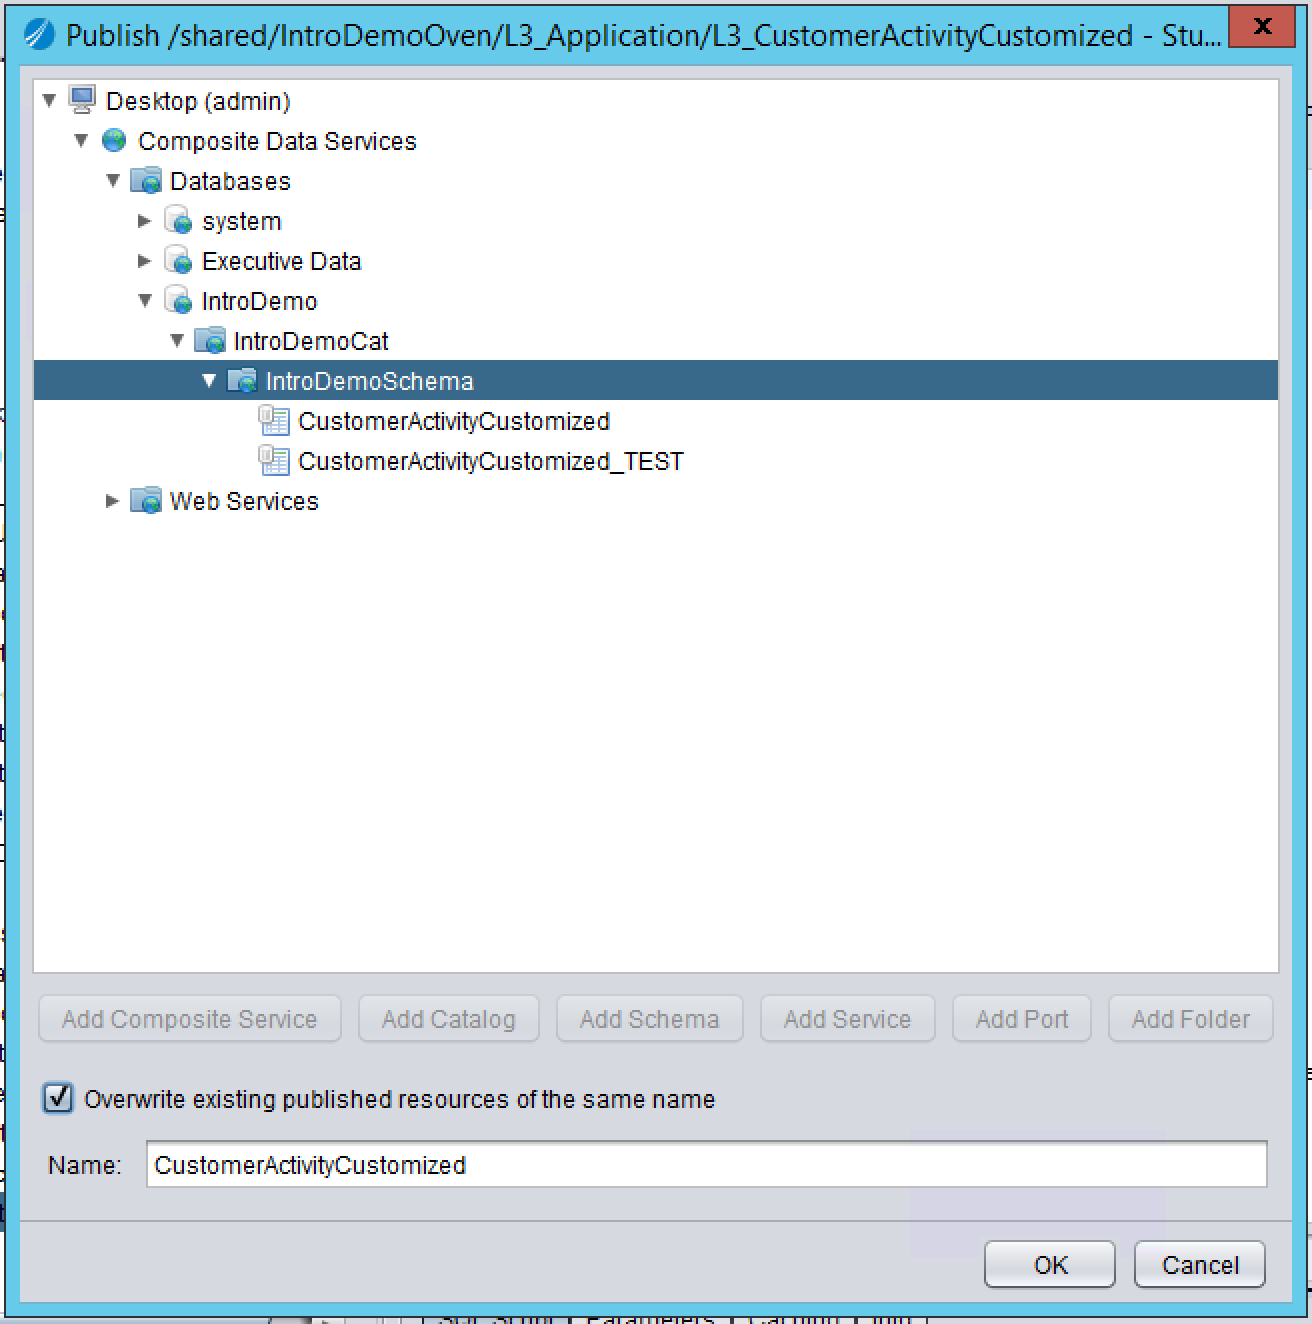 Publish /shared/IntroDemoOven/L3_Application/L3_CustomerActivityCustomized - Stu...
Desktop (admin)
Composite Data Services
Databases
system
Executive Data
IntroDemo
IntroDemoCat
IntroDemoSchema
CustomerActivityCustomized
CustomerActivityCustomized_TEST
Web Services
Add Composite Service Add Catalog Add Schema Add Service Add Port Add Folder
Overwrite existing published resources of the same name
Name: CustomerActivityCustomized
OK Cancel